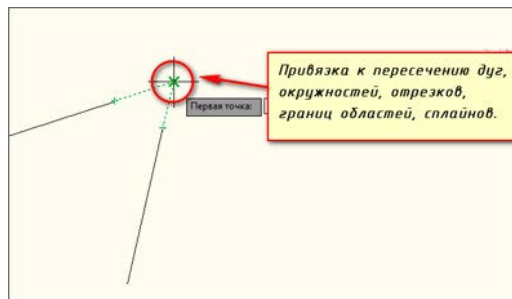 Привязка к пересечению дуг,
окружностей, отрезков,
границ областей, сплайнов.
Первая точка: